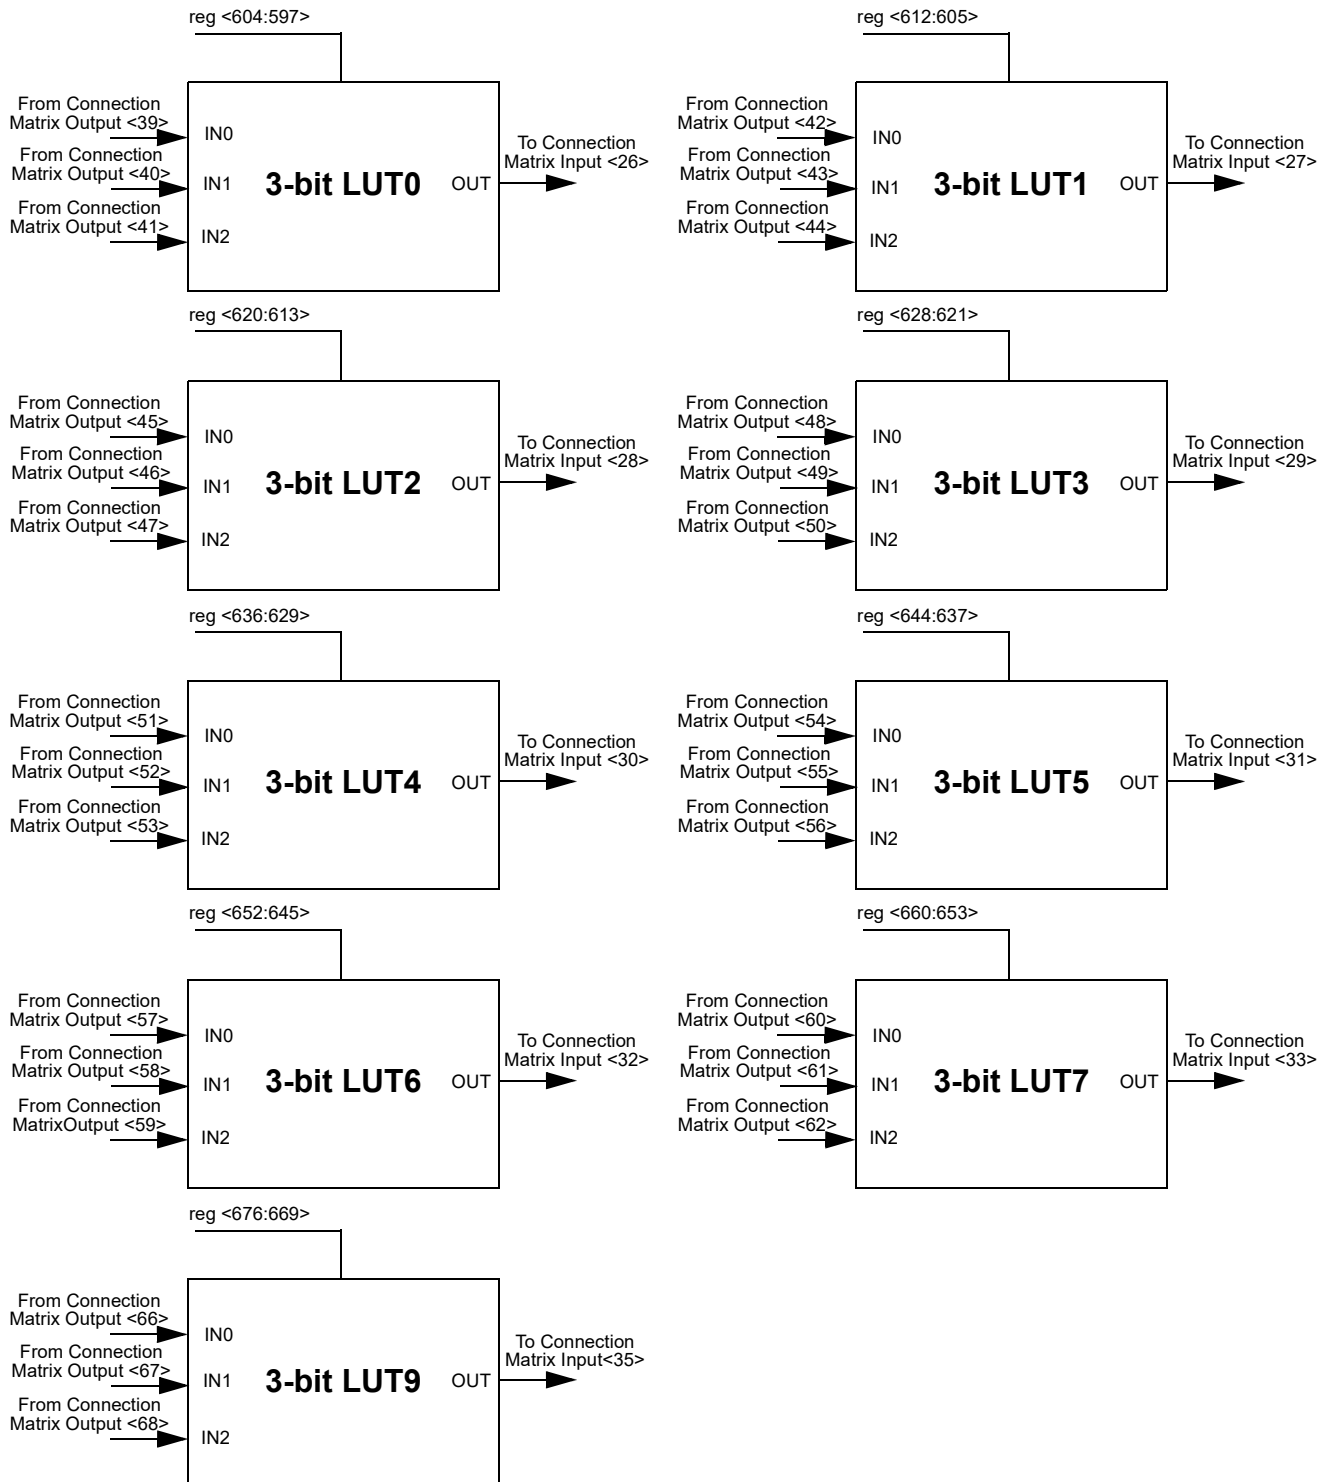 reg <604:597>
From Connection
Matrix Output <39>
IN0
From Connection
Matrix Output <40>
IN1
From Connection
Matrix Output <41>
IN2
3-bit LUT0
OUT
To Connection
Matrix Input <26>
reg <612:605>
From Connection
Matrix Output <42>
IN0
From Connection
Matrix Output <43>
IN1
From Connection
Matrix Output <44>
IN2
3-bit LUT1
OUT
To Connection
Matrix Input <27>
reg <620:613>
From Connection
Matrix Output <45>
IN0
From Connection
Matrix Output <46>
IN1
From Connection
Matrix Output <47>
IN2
3-bit LUT2
OUT
To Connection
Matrix Input <28>
reg <628:621>
From Connection
Matrix Output <48>
IN0
From Connection
Matrix Output <49>
IN1
From Connection
Matrix Output <50>
IN2
3-bit LUT3
OUT
To Connection
Matrix Input <29>
reg <636:629>
From Connection
Matrix Output <51>
IN0
From Connection
Matrix Output <52>
IN1
From Connection
Matrix Output <53>
IN2
3-bit LUT4
OUT
To Connection
Matrix Input <30>
reg <644:637>
From Connection
Matrix Output <54>
IN0
From Connection
Matrix Output <55>
IN1
From Connection
Matrix Output <56>
IN2
3-bit LUT5
OUT
To Connection
Matrix Input <31>
reg <652:645>
From Connection
Matrix Output <57>
IN0
From Connection
Matrix Output <58>
IN1
From Connection
MatrixOutput <59>
IN2
3-bit LUT6
OUT
To Connection
Matrix Input <32>
reg <660:653>
From Connection
Matrix Output <60>
IN0
From Connection
Matrix Output <61>
IN1
From Connection
Matrix Output <62>
IN2
3-bit LUT7
OUT
To Connection
Matrix Input <33>
reg <676:669>
From Connection
Matrix Output <66>
IN0
From Connection
Matrix Output <67>
IN1
From Connection
Matrix Output <68>
IN2
3-bit LUT9
OUT
To Connection
Matrix Input<35>